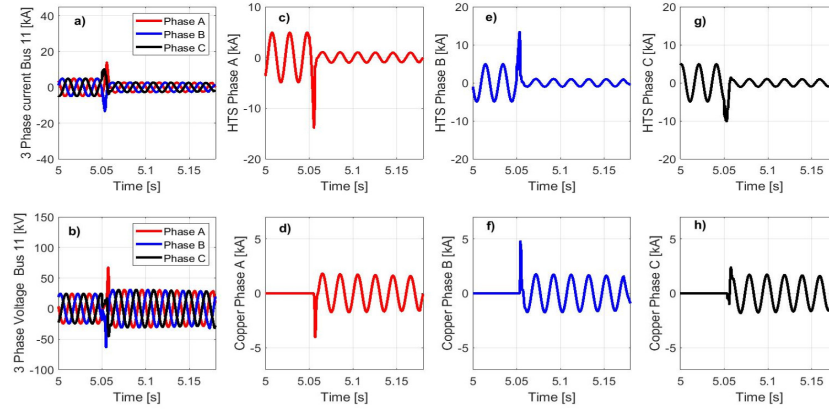 a)
Phase A
Phase B
Phase C
3 Phase current Bus 11 [kA]
40
20
0
-20
-40
5 5.05 5.1 5.15
Time [s]
c)
HTS Phase A [kA]
20
10
0
-10
-20
5 5.05 5.1 5.15
Time [s]
e)
HTS Phase B [kA]
20
10
0
-10
-20
5 5.05 5.1 5.15
Time [s]
g)
HTS Phase C [kA]
20
10
0
-10
-20
5 5.05 5.1 5.15
Time [s]
b)
Phase A
Phase B
Phase C
3 Phase Voltage Bus 11 [kV]
150
100
50
0
-50
-100
5 5.05 5.1 5.15
Time [s]
d)
Copper Phase A [kA]
5
0
-5
5 5.05 5.1 5.15
Time [s]
f)
Copper Phase B [kA]
5
0
-5
5 5.05 5.1 5.15
Time [s]
h)
Copper Phase C [kA]
5
0
-5
5 5.05 5.1 5.15
Time [s]